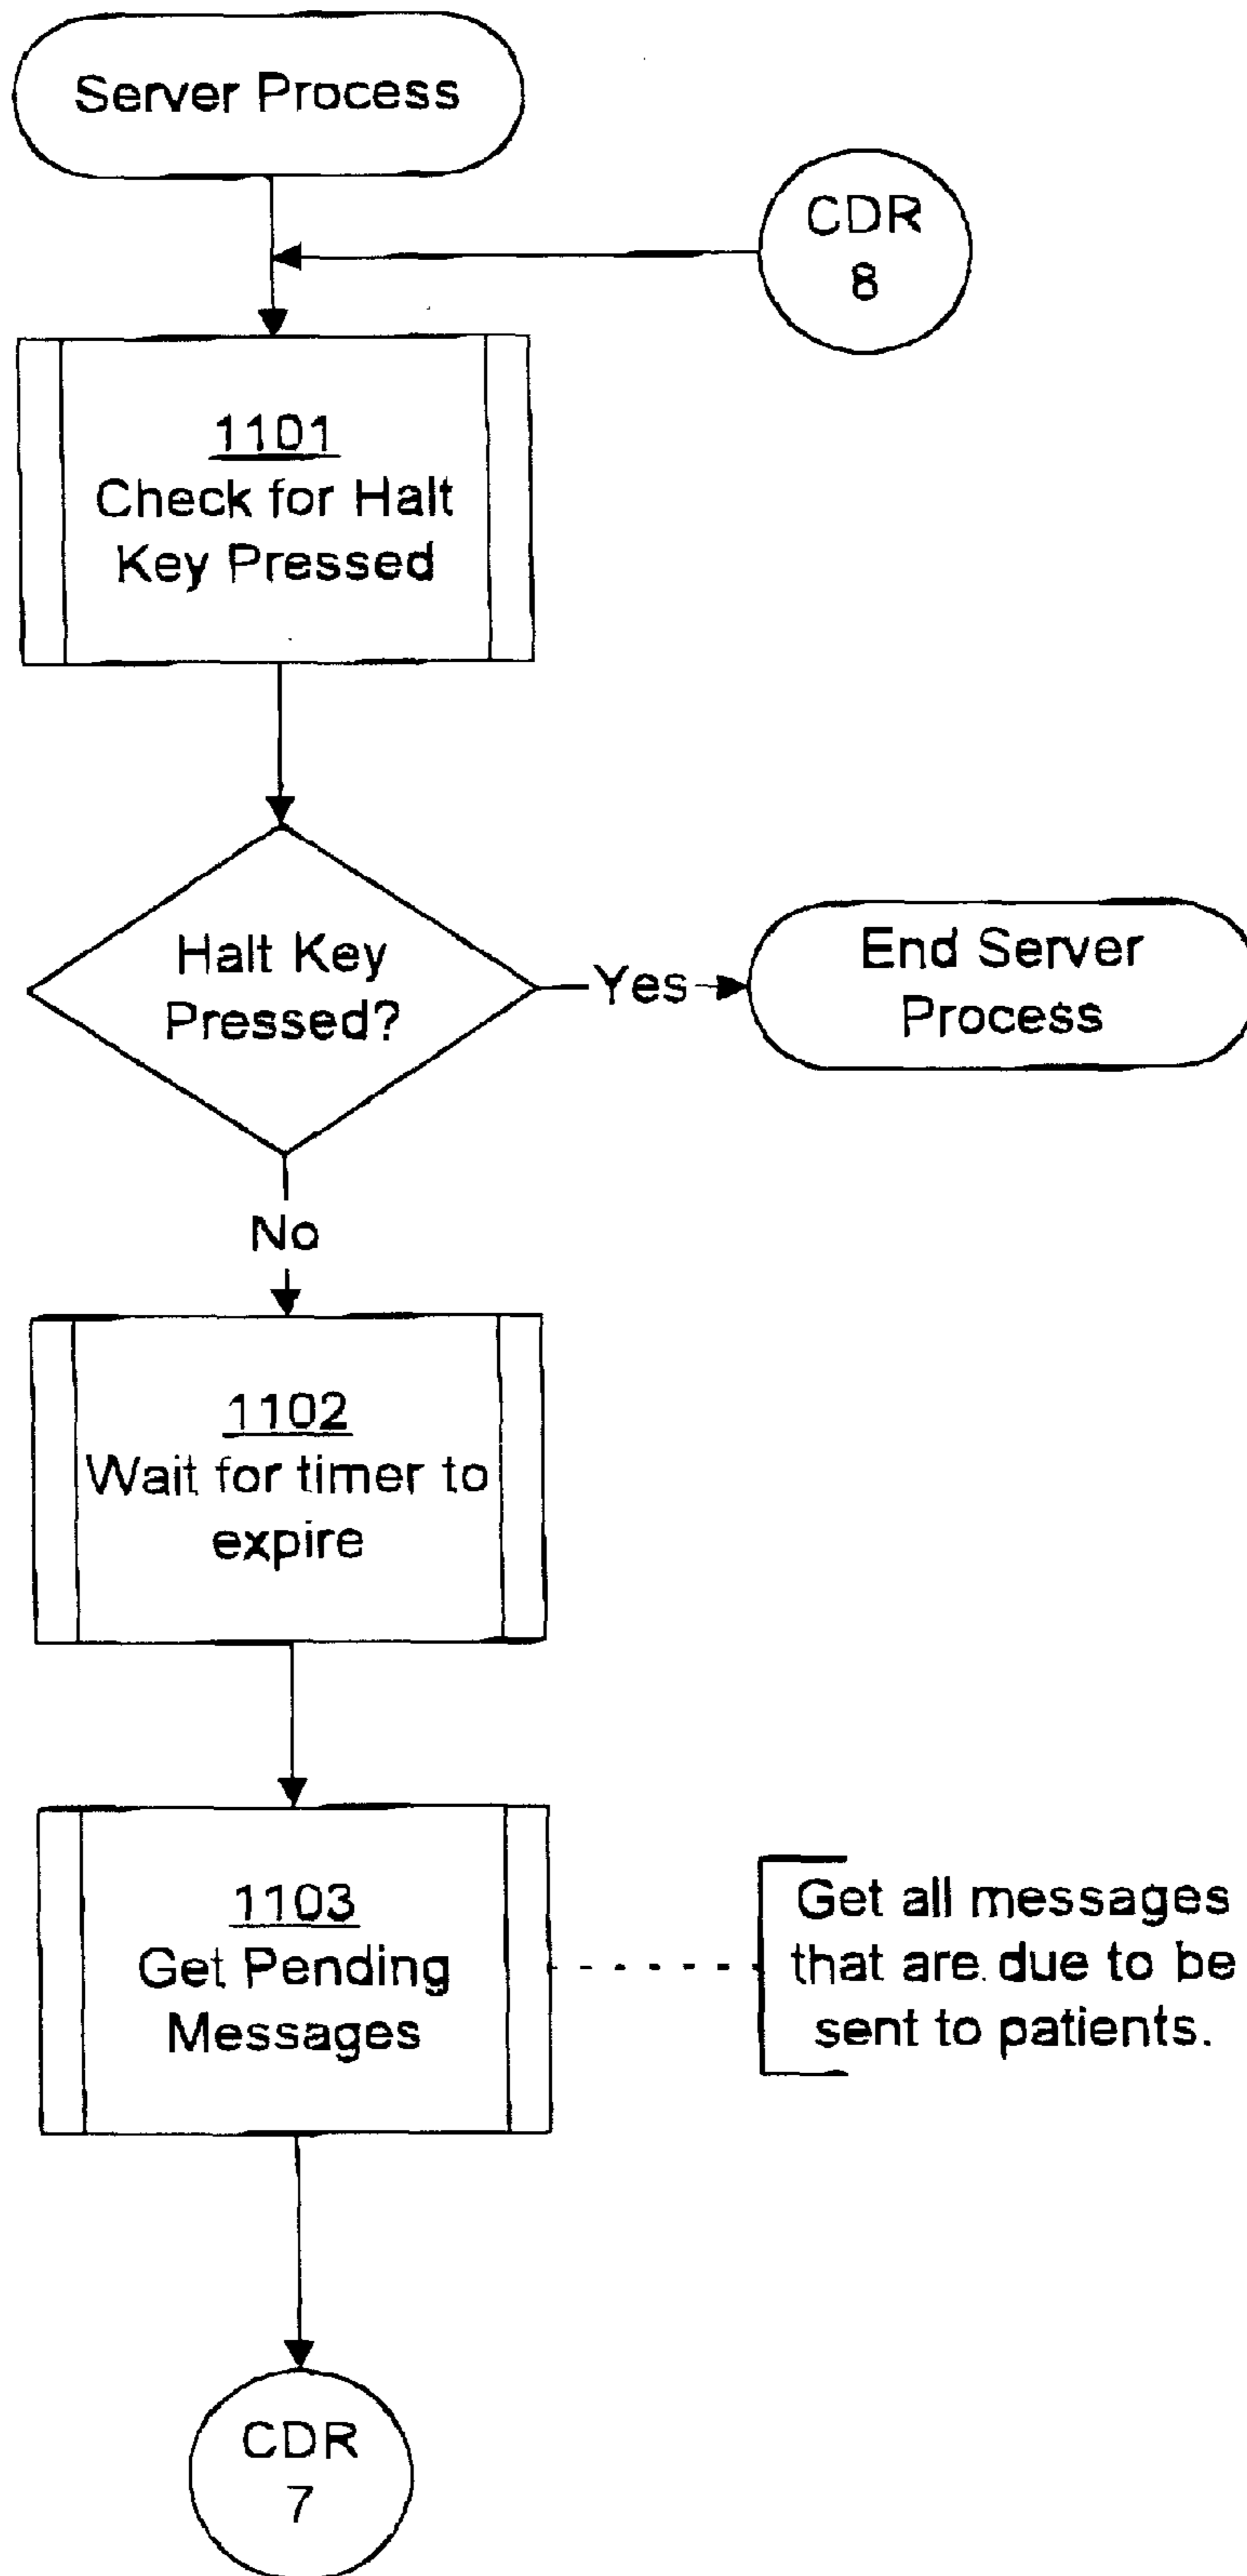 Server Process
CDR
8
1101
Check for Halt
Key Pressed
Halt Key
Pressed?
Yes
End Server
Process
No
1102
Wait for timer to
expire
1103
Get Pending
Messages
Get all messages
that are due to be
sent to patients.
CDR
7